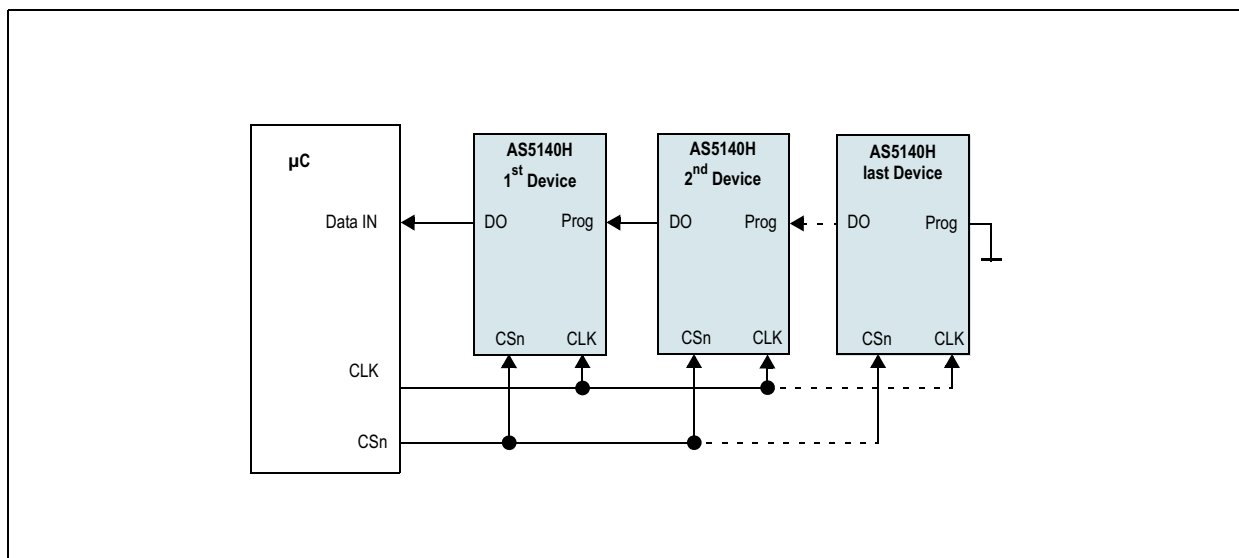 µC
Data IN
CLK
CSn
AS5140H
1st Device
DO Prog
CSn CLK
AS5140H
2nd Device
DO Prog
CSn CLK
AS5140H
last Device
DO Prog
CSn CLK